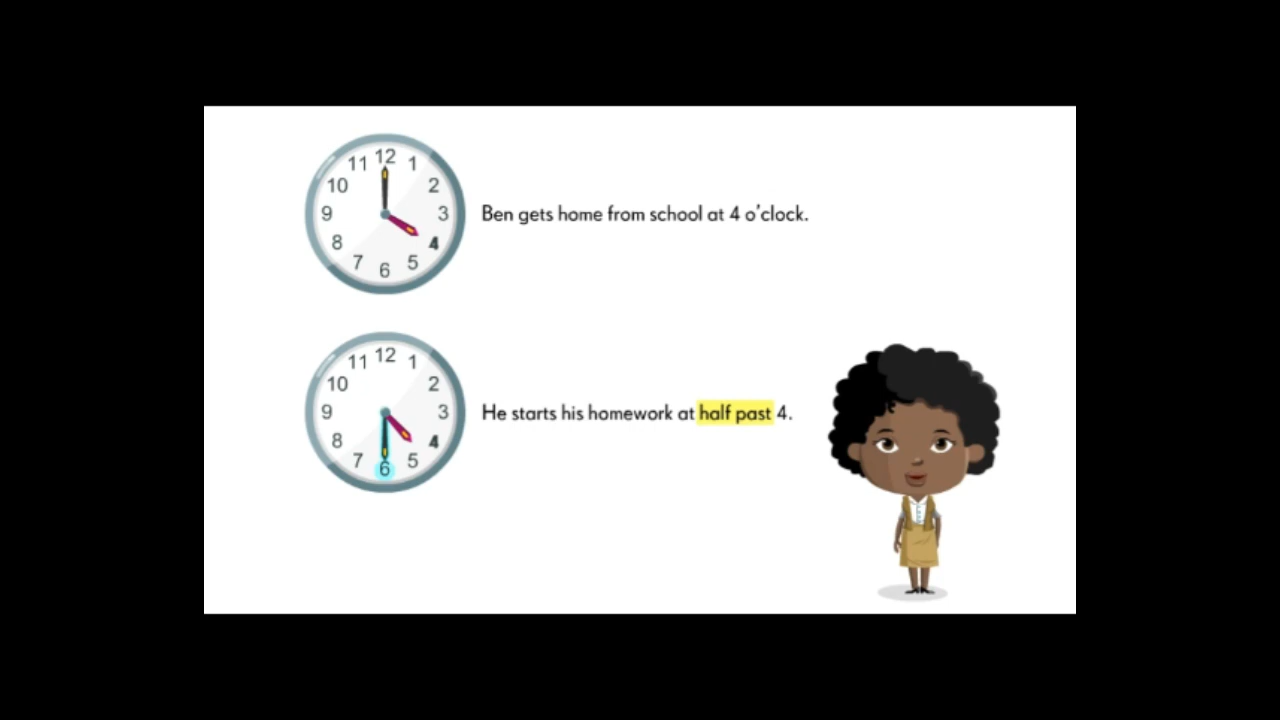 11 12 1
10 2
9 3
8 4
7 6 5
Ben gets home from school at 4 o'clock.
11 12 1
10 2
9 3
8 4
7 6 5
He starts his homework at half past 4.